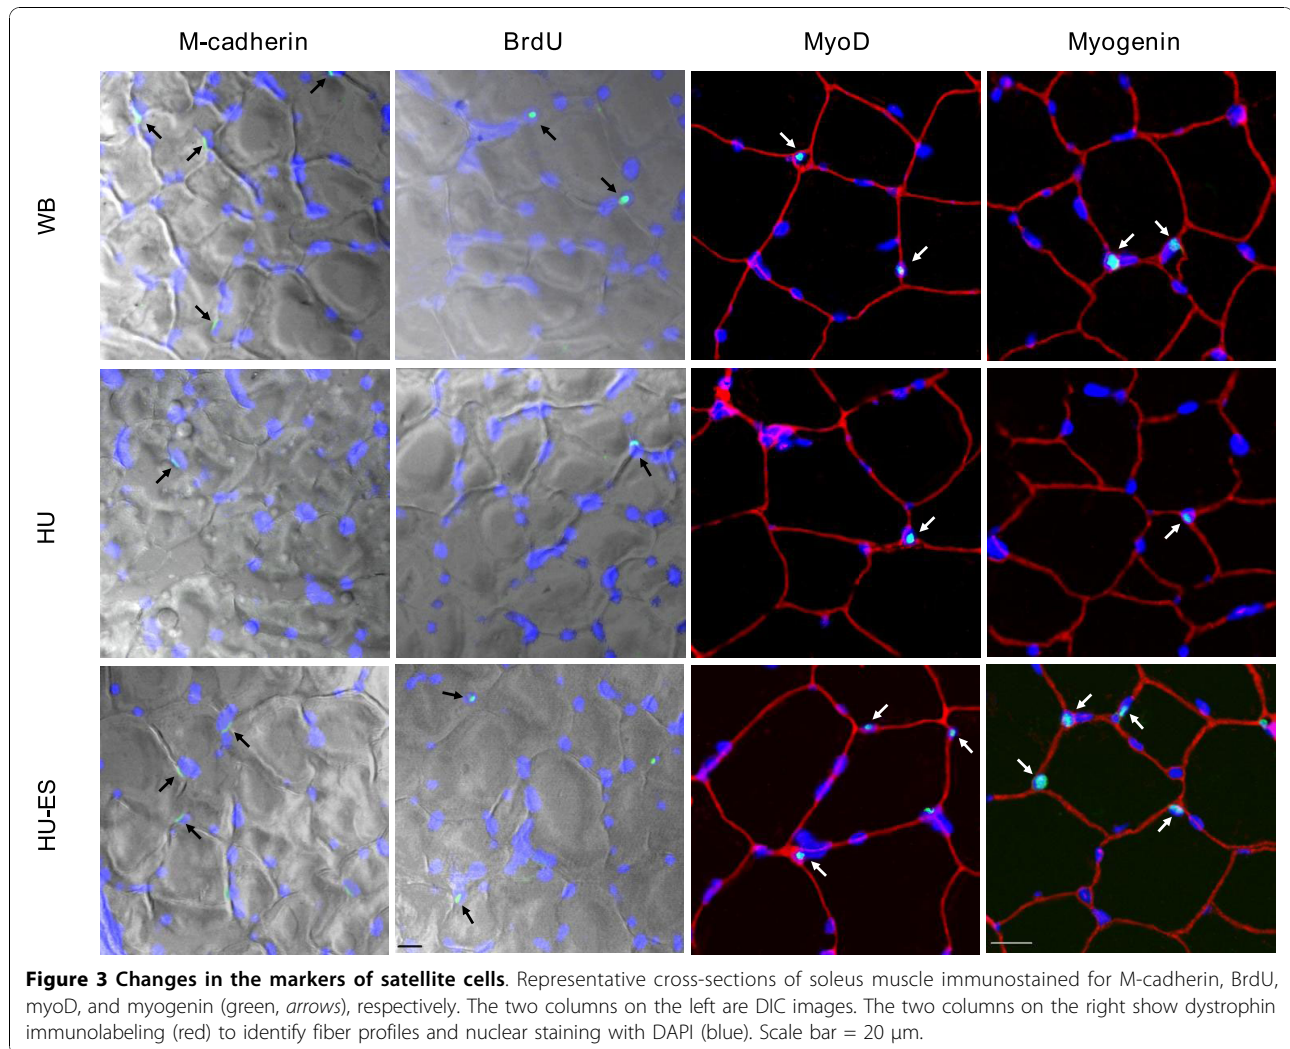 M-cadherin BrdU MyoD Myogenin
WB
HU
HU-ES
Figure 3 Changes in the markers of satellite cells. Representative cross-sections of soleus muscle immunostained for M-cadherin, BrdU,
myoD, and myogenin (green, arrows), respectively. The two columns on the left are DIC images. The two columns on the right show dystrophin
immunolabeling (red) to identify fiber profiles and nuclear staining with DAPI (blue). Scale bar = 20 μm.